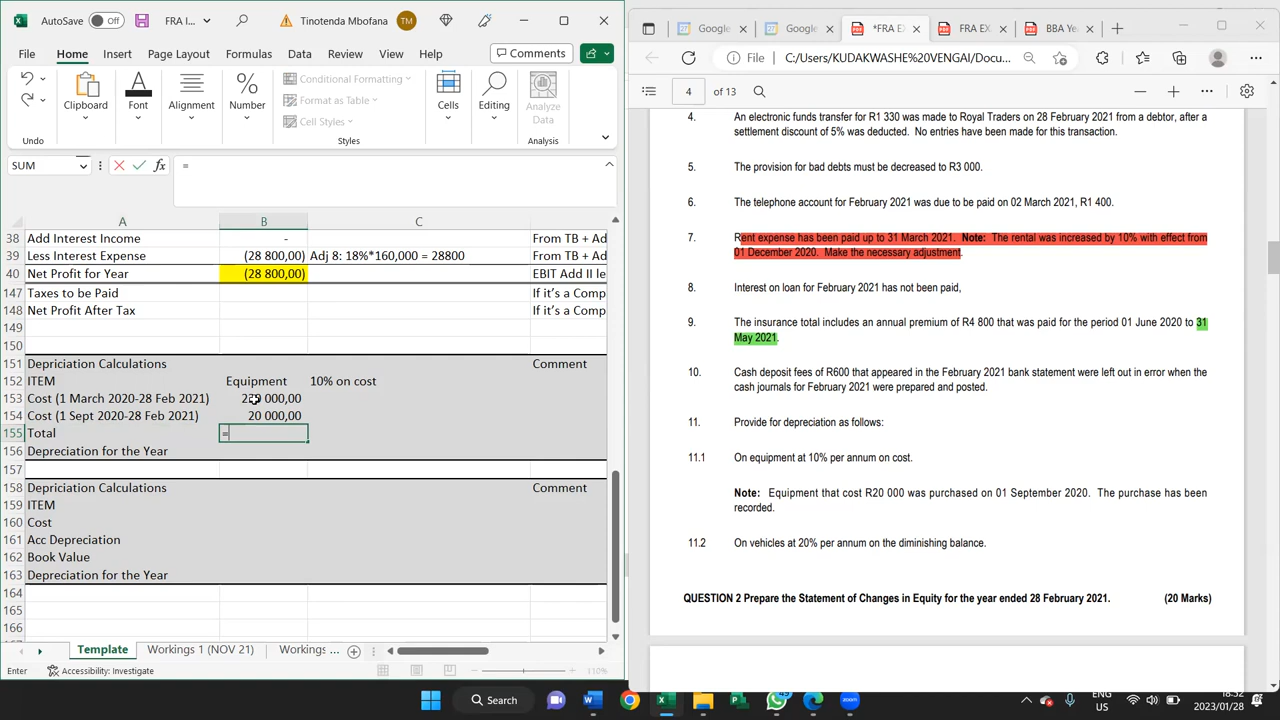 AutoSave Off FRA I... Tinotenda Mbofana TM
File Home Insert Page Layout Formulas Data Review View Help Comments
Clipboard Font Alignment Number Conditional Formatting Format as Table Cell Styles Cells Editing Analyze Data
Undo Styles Analysis
SUM fx =
A B C
38 Add Interest Income - From TB + Ad
39 Less Interest Expense (28 800,00) Adj 8: 18%*160,000 = 28800 From TB + Ad
40 Net Profit for Year (28 800,00) EBIT Add II le
147 Taxes to be Paid If it's a Comp
148 Net Profit After Tax If it's a Comp
149
150
151 Depriciation Calculations Comment
152 ITEM Equipment 10% on cost
153 Cost (1 March 2020-28 Feb 2021) 000,00
154 Cost (1 Sept 2020-28 Feb 2021) 20 000,00
155 Total =
156 Depreciation for the Year
157
158 Depriciation Calculations Comment
159 ITEM
160 Cost
161 Acc Depreciation
162 Book Value
163 Depreciation for the Year
164
165
166
Template Workings 1 (NOV 21) Workings ...
Enter Accessibility: Investigate 110%
Google Google *FRA EX FRA EX BBA Ye
File C:/Users/KUDAKWASHE%20VENGAI/Docu...
4 of 13
4. An electronic funds transfer for R1 330 was made to Royal Traders on 28 February 2021 from a debtor, after a
settlement discount of 5% was deducted. No entries have been made for this transaction.
5. The provision for bad debts must be decreased to R3 000.
6. The telephone account for February 2021 was due to be paid on 02 March 2021, R1 400.
7. Rent expense has been paid up to 31 March 2021. Note: The rental was increased by 10% with effect from
01 December 2020. Make the necessary adjustment.
8. Interest on loan for February 2021 has not been paid,
9. The insurance total includes an annual premium of R4 800 that was paid for the period 01 June 2020 to 31
May 2021.
10. Cash deposit fees of R600 that appeared in the February 2021 bank statement were left out in error when the
cash journals for February 2021 were prepared and posted.
11. Provide for depreciation as follows:
11.1 On equipment at 10% per annum on cost.
Note: Equipment that cost R20 000 was purchased on 01 September 2020. The purchase has been
recorded.
11.2 On vehicles at 20% per annum on the diminishing balance.
QUESTION 2 Prepare the Statement of Changes in Equity for the year ended 28 February 2021. (20 Marks)
Search ENG US 18:32 2023/01/28